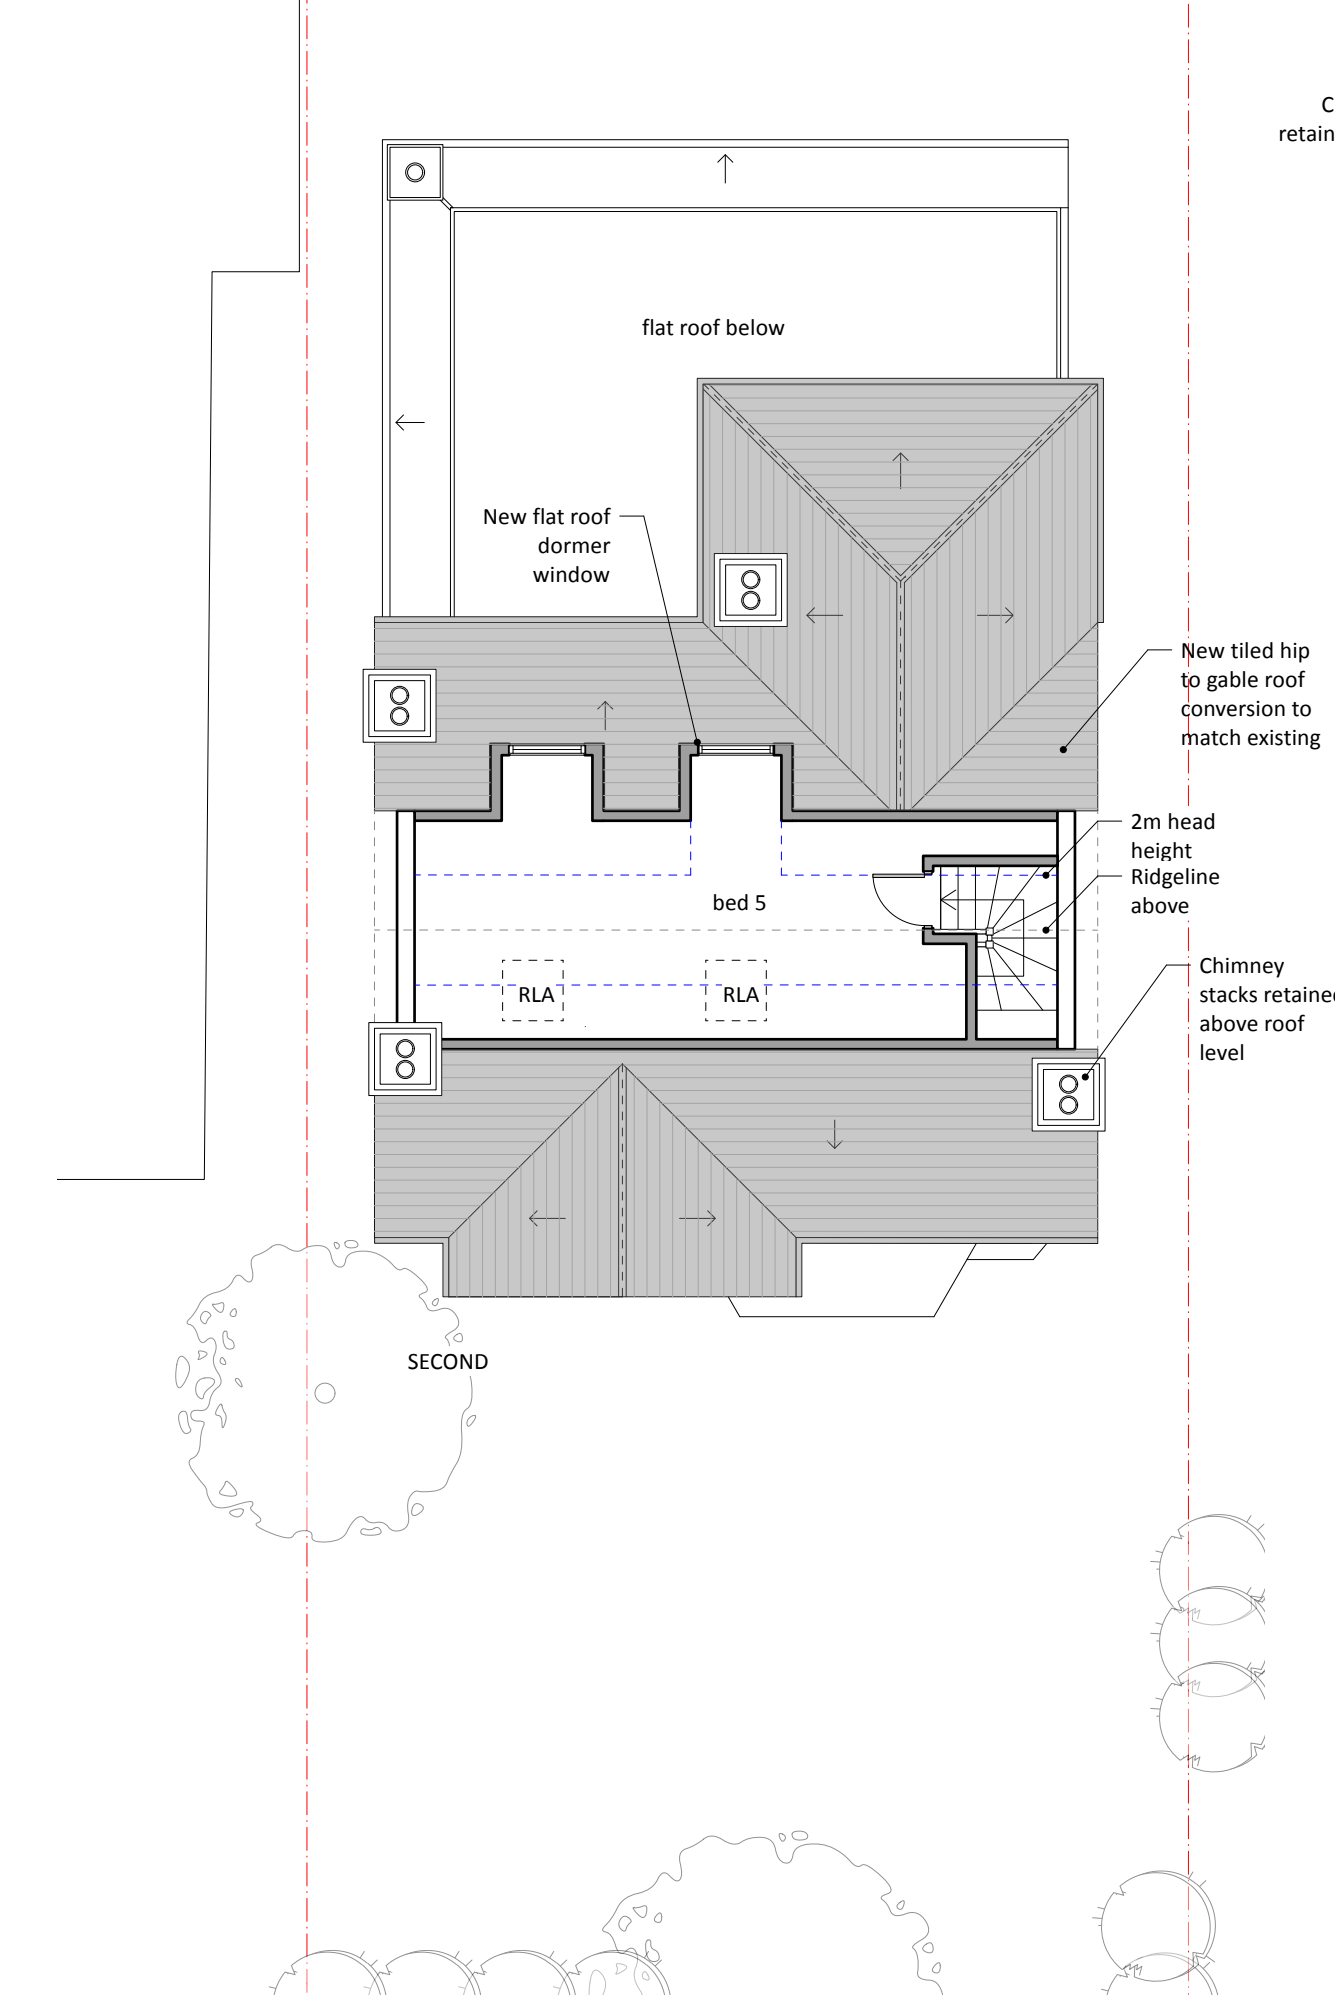 C
retain
flat roof below
New flat roof
dormer
window
New tiled hip
to gable roof
conversion to
match existing
2m head
height
Ridgeline
above
bed 5
Chimney
stacks retained
above roof
level
RLA
RLA
SECOND